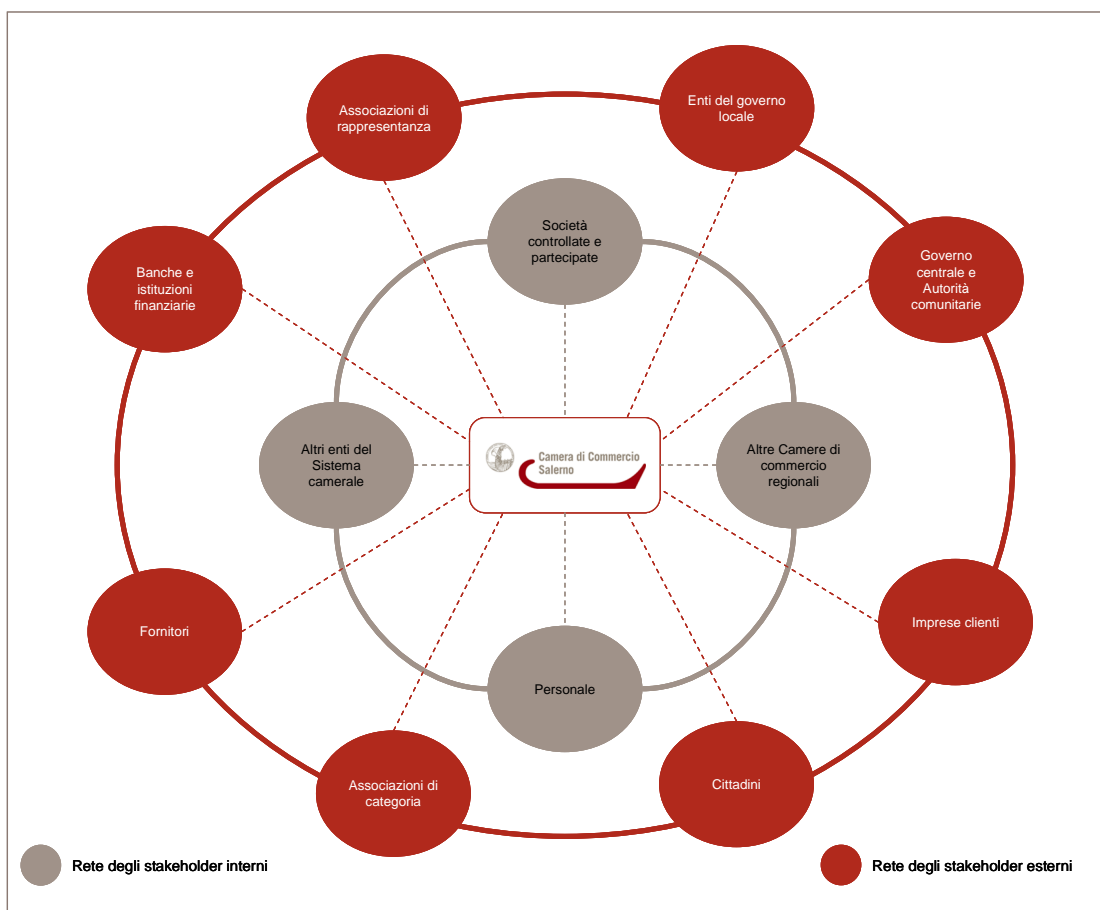 Associazioni di
rappresentanza
Enti del governo
locale
Società
controllate e
partecipate
Banche e
istituzioni
finanziarie
Governo
centrale e
Autorità
comunitarie
Altri enti del
Sistema
camerale
Camera di Commercio
Salerno
Altre Camere di
commercio
regionali
Fornitori
Imprese clienti
Personale
Associazioni di
categoria
Cittadini
Rete degli stakeholder interni
Rete degli stakeholder esterni